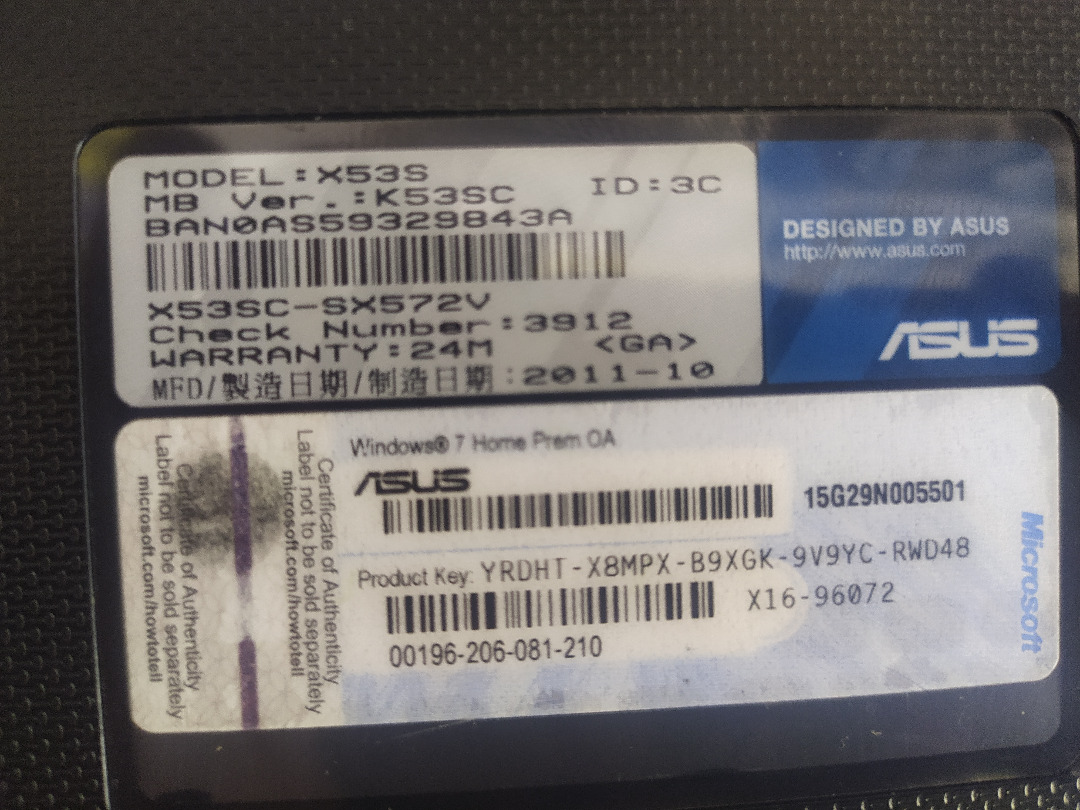 MODEL:X53S
ID:3C
MB Ver.:K53SC
BAN0AS59329843A
X53SC-SX572V
Check Number:3912
WARRANTY:24M <GA>
MFD/製造日期/制造日期:2011-10
DESIGNED BY ASUS
http://www.asus.com
ASUS
Certificate of Authenticity
Label not to be sold separately
microsoft.com/howtotell
Certificate of Authenticity
Label not to be sold separately
microsoft.com/howtotell
Windows® 7 Home Prem OA
ASUS
15G29N005501
Product Key: YRDHT-X8MPX-B9XGK-9V9YC-RWD48
X16-96072
00196-206-081-210
Microsoft